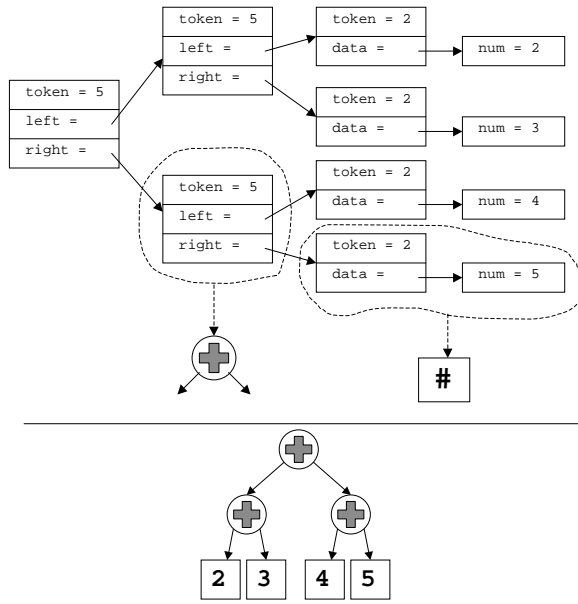 token = 5
left =
right =
token = 5
left =
right =
token = 2
data =
num = 2
token = 2
data =
num = 3
token = 5
left =
right =
token = 2
data =
num = 4
token = 2
data =
num = 5
#
2 3 4 5